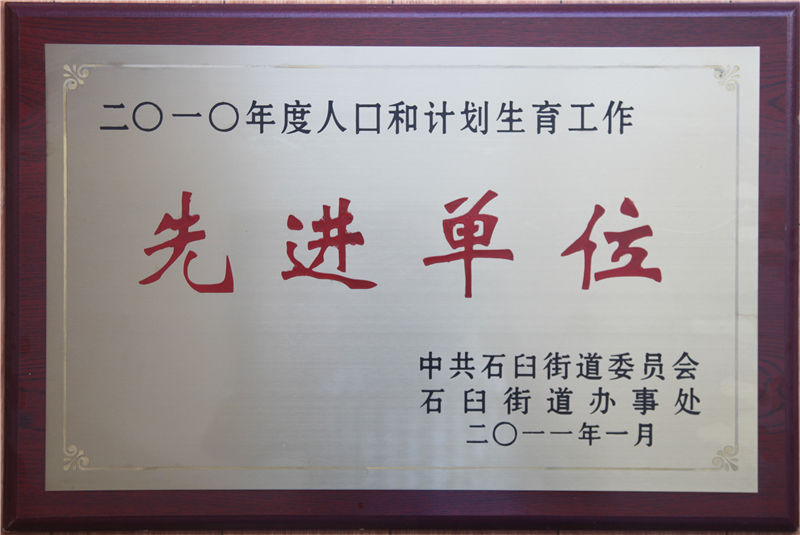 二〇一〇年度人口和计划生育工作
先进单位
中共石臼街道委员会
石臼街道办事处
二〇一一年一月